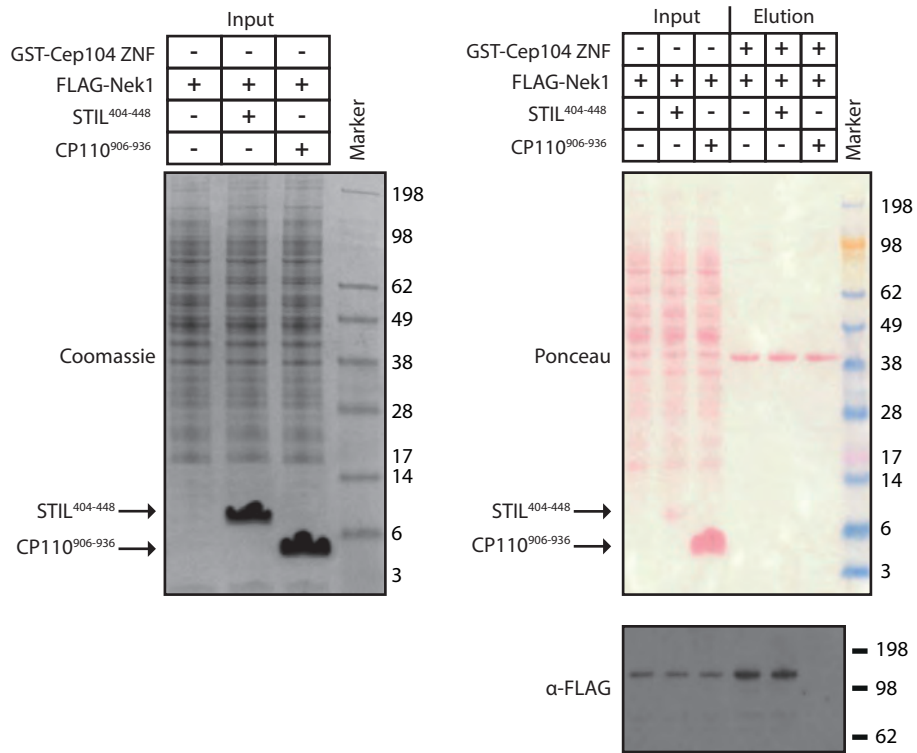 Input
GST-Cep104 ZNF - - -
FLAG-Nek1 + + +
STIL404-448 - + -
CP110906-936 - - +
Marker
198
98
62
49
Coomassie
38
28
17
14
STIL404-448
6
CP110906-936
3
Input Elution
GST-Cep104 ZNF - - - + + +
FLAG-Nek1 + + + + + +
STIL404-448 - + - - + -
CP110906-936 - - + - - +
Marker
198
98
62
49
Ponceau
38
28
17
14
STIL404-448
6
CP110906-936
3
198
α-FLAG
98
62